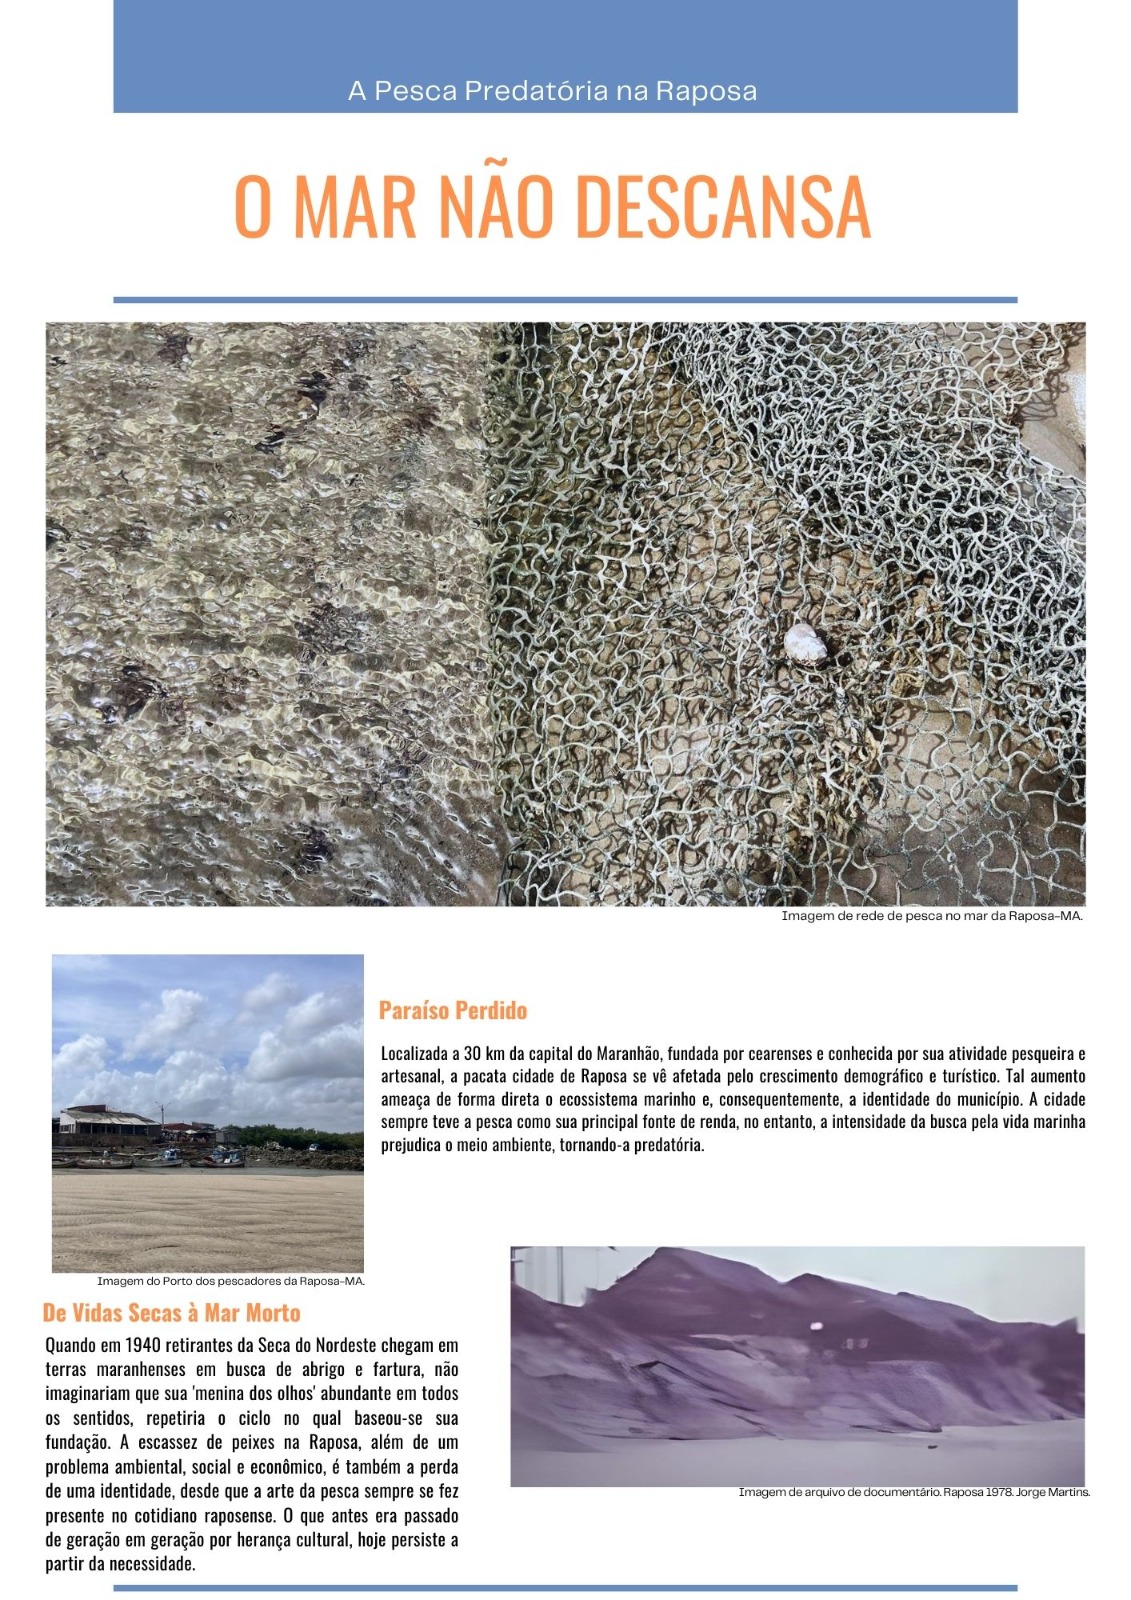 A Pesca Predatória na Raposa
O MAR NÃO DESCANSA
Imagem de rede de pesca no mar da Raposa-MA.
Paraíso Perdido
Localizada a 30 km da capital do Maranhão, fundada por cearenses e conhecida por sua atividade pesqueira e
artesanal, a pacata cidade de Raposa se vê afetada pelo crescimento demográfico e turístico. Tal aumento
ameaça de forma direta o ecossistema marinho e, consequentemente, a identidade do município. A cidade
sempre teve a pesca como sua principal fonte de renda, no entanto, a intensidade da busca pela vida marinha
prejudica o meio ambiente, tornando-a predatória.
Imagem do Porto dos pescadores da Raposa-MA.
De Vidas Secas à Mar Morto
Quando em 1940 retirantes da Seca do Nordeste chegam em
terras maranhenses em busca de abrigo e fartura, não
imaginariam que sua 'menina dos olhos' abundante em todos
os sentidos, repetiria o ciclo no qual baseou-se sua
fundação. A escassez de peixes na Raposa, além de um
problema ambiental, social e econômico, é também a perda
de uma identidade, desde que a arte da pesca sempre se fez
presente no cotidiano raposense. O que antes era passado
de geração em geração por herança cultural, hoje persiste a
partir da necessidade.
Imagem de arquivo de documentário. Raposa 1978. Jorge Martins.